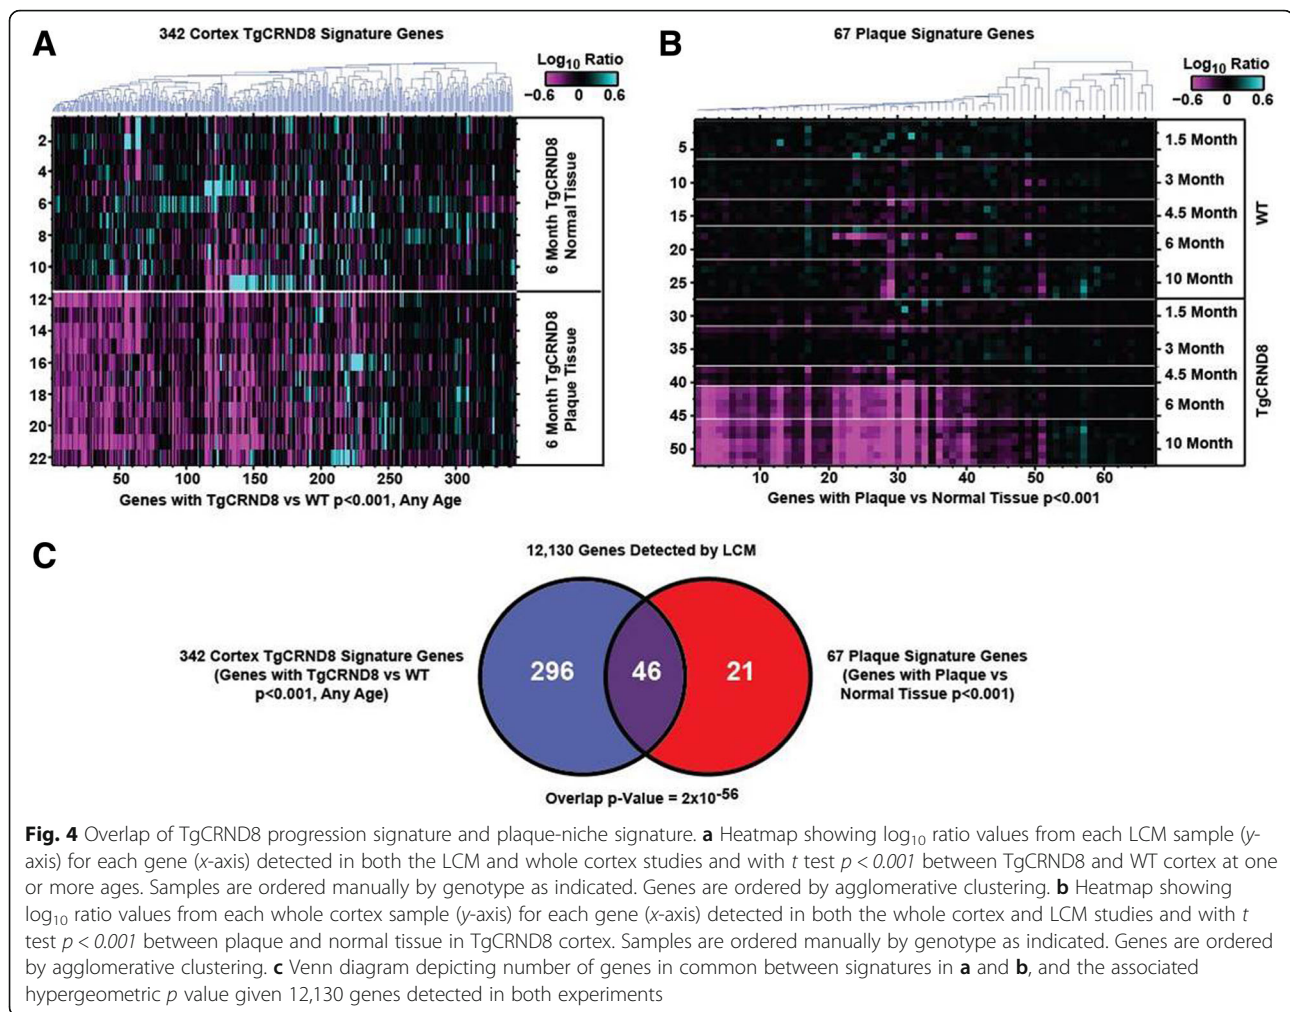 A
342 Cortex TgCRND8 Signature Genes
Log10 Ratio
−0.6 0 0.6
2
4
6
8
10
12
14
16
18
20
22
6 Month TgCRND8
Normal Tissue
6 Month TgCRND8
Plaque Tissue
50 100 150 200 250 300
Genes with TgCRND8 vs WT p<0.001, Any Age
B
67 Plaque Signature Genes
Log10 Ratio
−0.6 0 0.6
5
10
15
20
25
30
35
40
45
50
1.5 Month
3 Month
4.5 Month
6 Month
10 Month
1.5 Month
3 Month
4.5 Month
6 Month
10 Month
WT
TgCRND8
10 20 30 40 50 60
Genes with Plaque vs Normal Tissue p<0.001
C
12,130 Genes Detected by LCM
342 Cortex TgCRND8 Signature Genes
(Genes with TgCRND8 vs WT
p<0.001, Any Age)
296
46
21
67 Plaque Signature Genes
(Genes with Plaque vs
Normal Tissue p<0.001)
Overlap p-Value = 2x10-56
Fig. 4 Overlap of TgCRND8 progression signature and plaque-niche signature. a Heatmap showing log10 ratio values from each LCM sample (y-
axis) for each gene (x-axis) detected in both the LCM and whole cortex studies and with t test p < 0.001 between TgCRND8 and WT cortex at one
or more ages. Samples are ordered manually by genotype as indicated. Genes are ordered by agglomerative clustering. b Heatmap showing
log10 ratio values from each whole cortex sample (y-axis) for each gene (x-axis) detected in both the whole cortex and LCM studies and with t
test p < 0.001 between plaque and normal tissue in TgCRND8 cortex. Samples are ordered manually by genotype as indicated. Genes are ordered
by agglomerative clustering. c Venn diagram depicting number of genes in common between signatures in a and b, and the associated
hypergeometric p value given 12,130 genes detected in both experiments